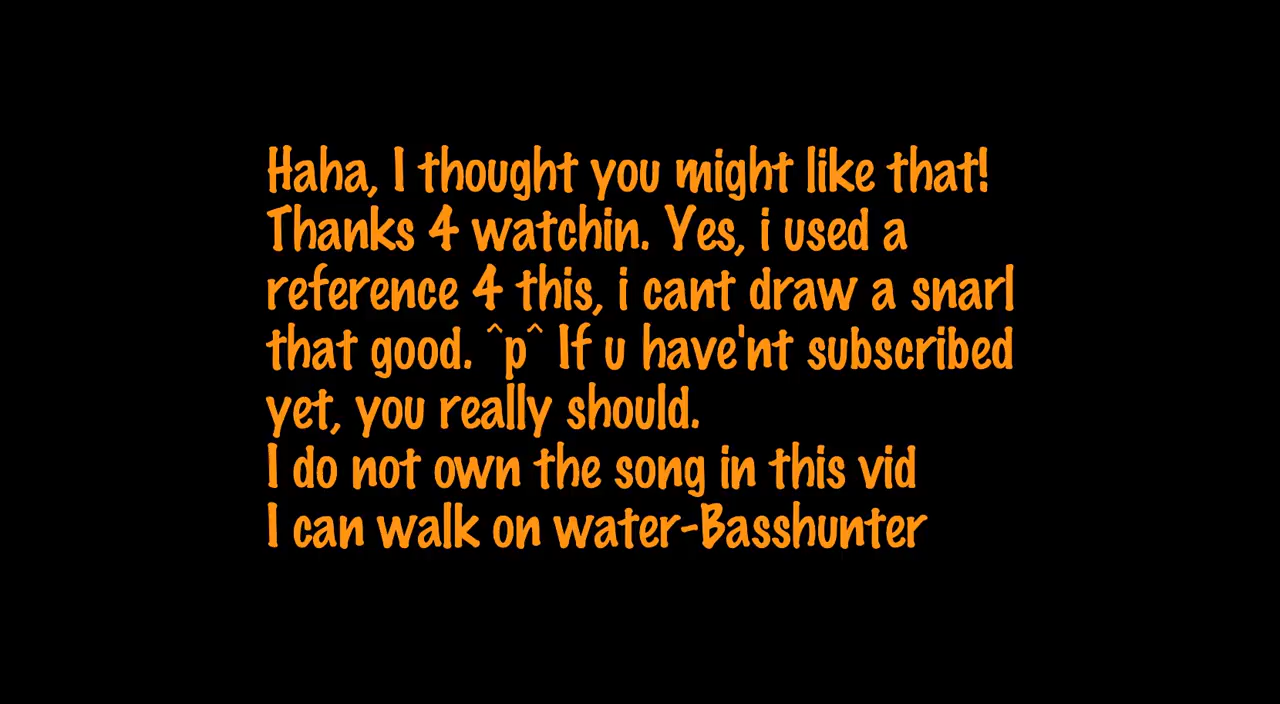 Haha, I thought you might like that!
Thanks 4 watchin. Yes, i used a
reference 4 this, i cant draw a snarl
that good. ^p^ If u have'nt subscribed
yet, you really should.
I do not own the song in this vid
I can walk on water-Basshunter